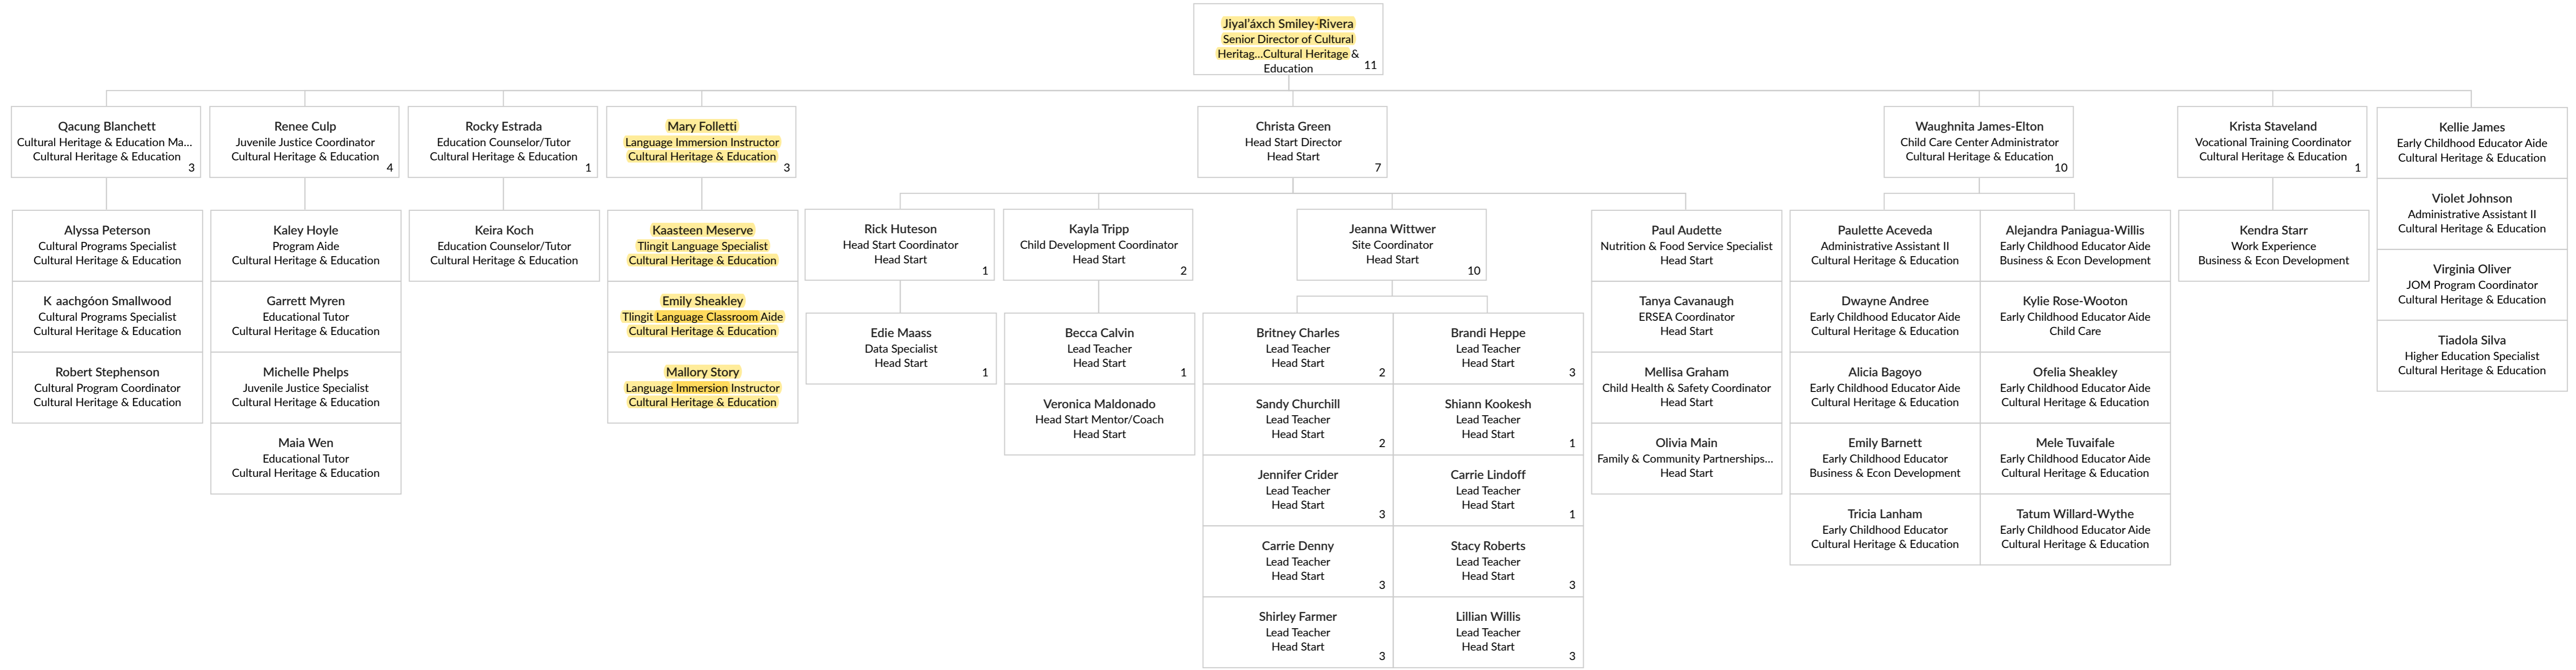 Jiyal'áxch Smiley-Rivera
Senior Director of Cultural
Heritag...Cultural Heritage &
Education
11
Qacung Blanchett
Cultural Heritage & Education Ma...
Cultural Heritage & Education
3
Renee Culp
Juvenile Justice Coordinator
Cultural Heritage & Education
4
Rocky Estrada
Education Counselor/Tutor
Cultural Heritage & Education
1
Mary Folletti
Language Immersion Instructor
Cultural Heritage & Education
3
Christa Green
Head Start Director
Head Start
7
Waughnita James-Elton
Child Care Center Administrator
Cultural Heritage & Education
10
Krista Staveland
Vocational Training Coordinator
Cultural Heritage & Education
1
Kellie James
Early Childhood Educator Aide
Cultural Heritage & Education
Violet Johnson
Administrative Assistant II
Cultural Heritage & Education
Virginia Oliver
JOM Program Coordinator
Cultural Heritage & Education
Tiadola Silva
Higher Education Specialist
Cultural Heritage & Education
Alyssa Peterson
Cultural Programs Specialist
Cultural Heritage & Education
K aachgóon Smallwood
Cultural Programs Specialist
Cultural Heritage & Education
Robert Stephenson
Cultural Program Coordinator
Cultural Heritage & Education
Kaley Hoyle
Program Aide
Cultural Heritage & Education
Garrett Myren
Educational Tutor
Cultural Heritage & Education
Michelle Phelps
Juvenile Justice Specialist
Cultural Heritage & Education
Maia Wen
Educational Tutor
Cultural Heritage & Education
Keira Koch
Education Counselor/Tutor
Cultural Heritage & Education
Kaasteen Meserve
Tlingit Language Specialist
Cultural Heritage & Education
Emily Sheakley
Tlingit Language Classroom Aide
Cultural Heritage & Education
Mallory Story
Language Immersion Instructor
Cultural Heritage & Education
Rick Huteson
Head Start Coordinator
Head Start
1
Edie Maass
Data Specialist
Head Start
1
Kayla Tripp
Child Development Coordinator
Head Start
2
Becca Calvin
Lead Teacher
Head Start
1
Veronica Maldonado
Head Start Mentor/Coach
Head Start
Jeanna Wittwer
Site Coordinator
Head Start
10
Britney Charles
Lead Teacher
Head Start
2
Brandi Heppe
Lead Teacher
Head Start
3
Sandy Churchill
Lead Teacher
Head Start
2
Shiann Kookesh
Lead Teacher
Head Start
1
Jennifer Crider
Lead Teacher
Head Start
3
Carrie Lindoff
Lead Teacher
Head Start
1
Carrie Denny
Lead Teacher
Head Start
3
Stacy Roberts
Lead Teacher
Head Start
3
Shirley Farmer
Lead Teacher
Head Start
3
Lillian Willis
Lead Teacher
Head Start
3
Paul Audette
Nutrition & Food Service Specialist
Head Start
Tanya Cavanaugh
ERSEA Coordinator
Head Start
Mellisa Graham
Child Health & Safety Coordinator
Head Start
Olivia Main
Family & Community Partnerships...
Head Start
Paulette Aceveda
Administrative Assistant II
Cultural Heritage & Education
Alejandra Paniagua-Willis
Early Childhood Educator Aide
Business & Econ Development
Dwayne Andree
Early Childhood Educator Aide
Cultural Heritage & Education
Kylie Rose-Wooton
Early Childhood Educator Aide
Child Care
Alicia Bagoyo
Early Childhood Educator Aide
Cultural Heritage & Education
Ofelia Sheakley
Early Childhood Educator Aide
Cultural Heritage & Education
Emily Barnett
Early Childhood Educator
Business & Econ Development
Mele Tuvaifale
Early Childhood Educator Aide
Cultural Heritage & Education
Tricia Lanham
Early Childhood Educator
Cultural Heritage & Education
Tatum Willard-Wythe
Early Childhood Educator Aide
Cultural Heritage & Education
Kendra Starr
Work Experience
Business & Econ Development